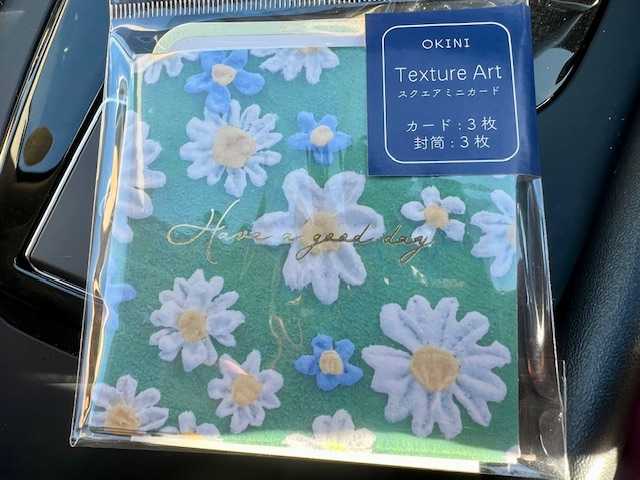 OKINI
Texture Art
スクエアミニカード
カード : 3枚
封筒 : 3枚
Have a good day